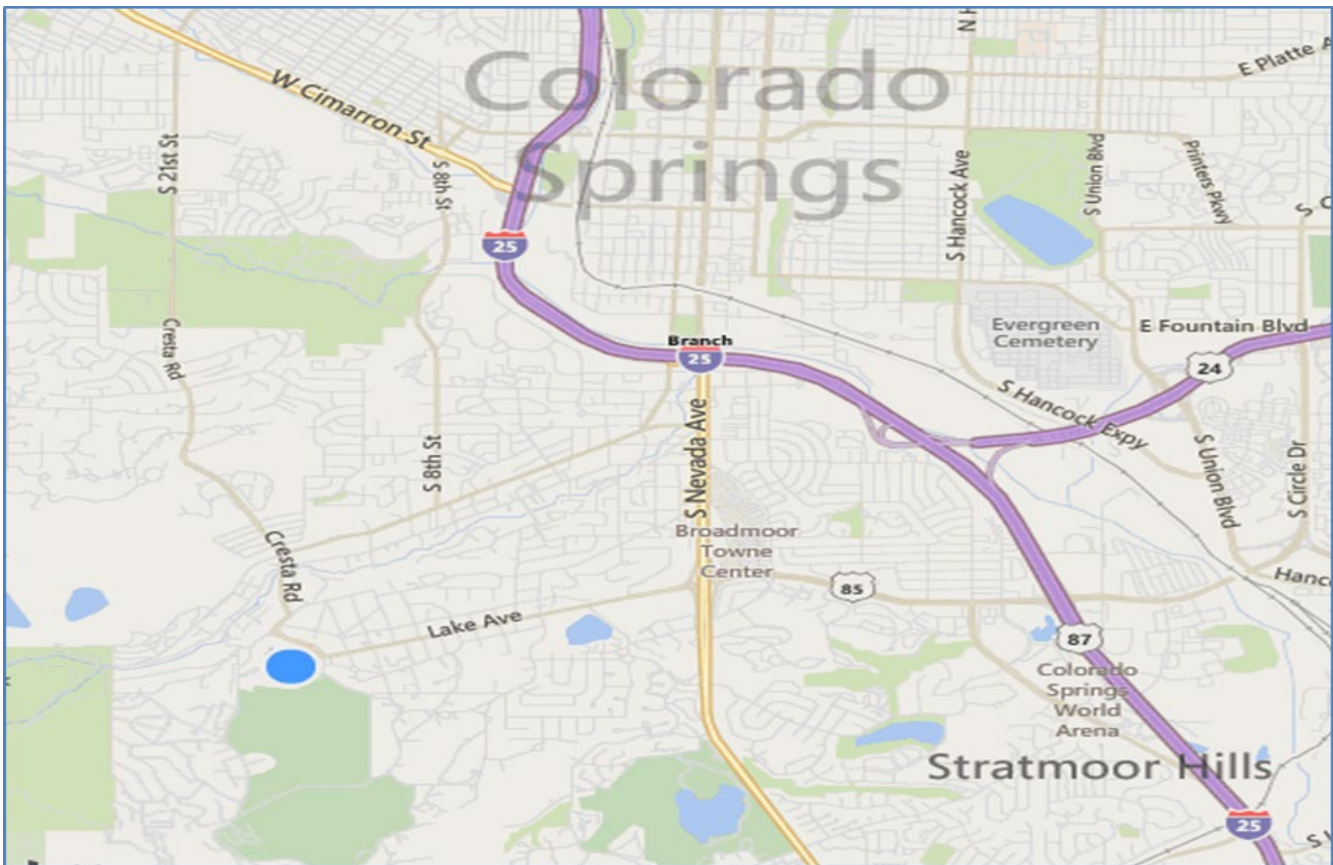 N H
Colorado
E Platte A
W Cimarron St
S 21st St
S 8th St
Springs
S Hancock Ave
S Union Blvd
Printers Pkwy
S C
25
Cresta Rd
Branch
25
Evergreen
Cemetery
E Fountain Blvd
24
S Hancock Expy
S 8th St
S Nevada Ave
S Union Blvd
S Circle Dr
Broadmoor
Towne
Center
Cresta Rd
85
Hanc
Lake Ave
87
Colorado
Springs
World
Arena
Stratmoor Hills
25